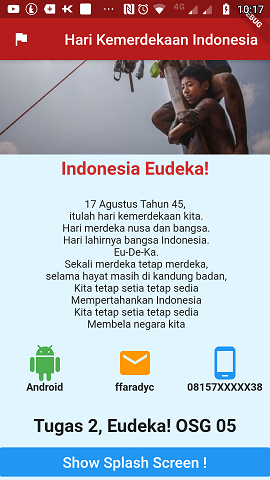 4G
10:17
Hari Kemerdekaan Indonesia
Indonesia Eudeka!
17 Agustus Tahun 45,
itulah hari kemerdekaan kita.
Hari merdeka nusa dan bangsa.
Hari lahirnya bangsa Indonesia.
Eu-De-Ka.
Sekali merdeka tetap merdeka,
selama hayat masih di kandung badan,
Kita tetap setia tetap sedia
Mempertahankan Indonesia
Kita tetap setia tetap sedia
Membela negara kita
Android ffaradyc 08157XXXXX38
Tugas 2, Eudeka! OSG 05
Show Splash Screen !